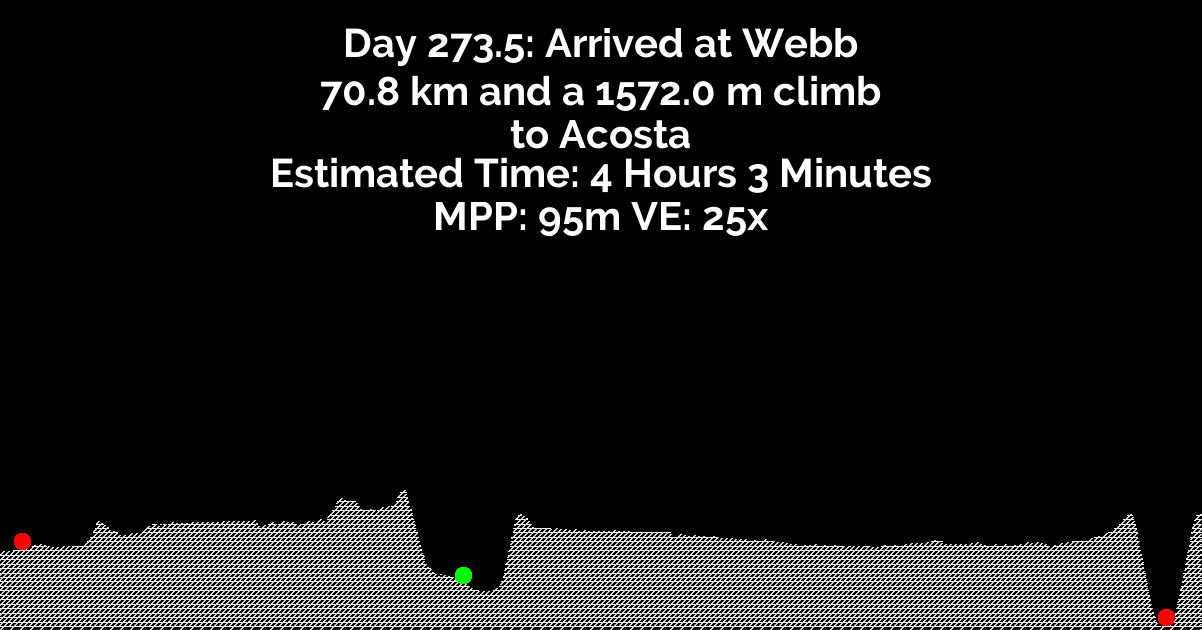 Day 273.5: Arrived at Webb
70.8 km and a 1572.0 m climb
to Acosta
Estimated Time: 4 Hours 3 Minutes
MPP: 95m VE: 25x